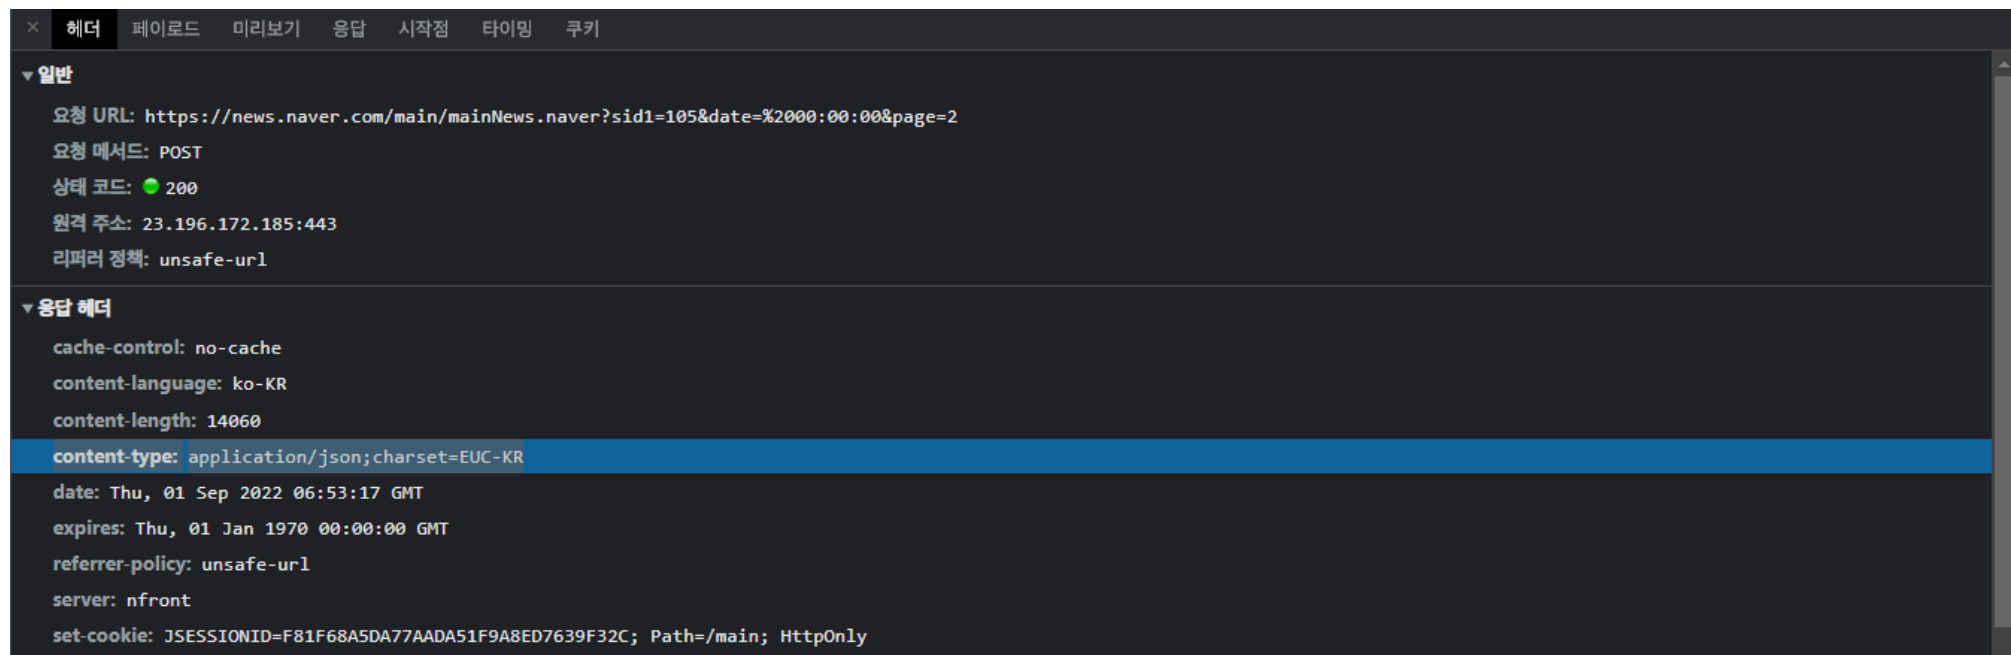 헤더 페이로드 미리보기 응답 시작점 타이밍 쿠키
일반
요청 URL: https://news.naver.com/main/mainNews.naver?sid1=105&date=%2000:00:00&page=2
요청 메서드: POST
상태 코드: 200
원격 주소: 23.196.172.185:443
리퍼러 정책: unsafe-url
응답 헤더
cache-control: no-cache
content-language: ko-KR
content-length: 14060
content-type: application/json;charset=EUC-KR
date: Thu, 01 Sep 2022 06:53:17 GMT
expires: Thu, 01 Jan 1970 00:00:00 GMT
referrer-policy: unsafe-url
server: nfront
set-cookie: JSESSIONID=F81F68A5DA77AADA51F9A8ED7639F32C; Path=/main; HttpOnly